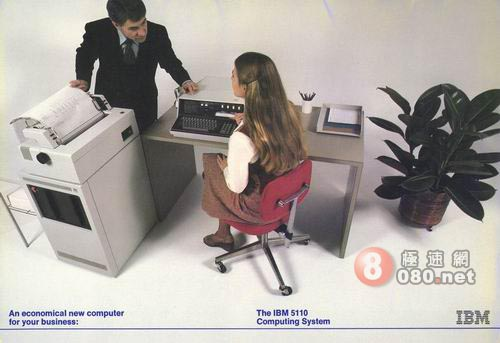 8 極速網
080.net
An economical new computer
for your business:
The IBM 5110
Computing System
IBM